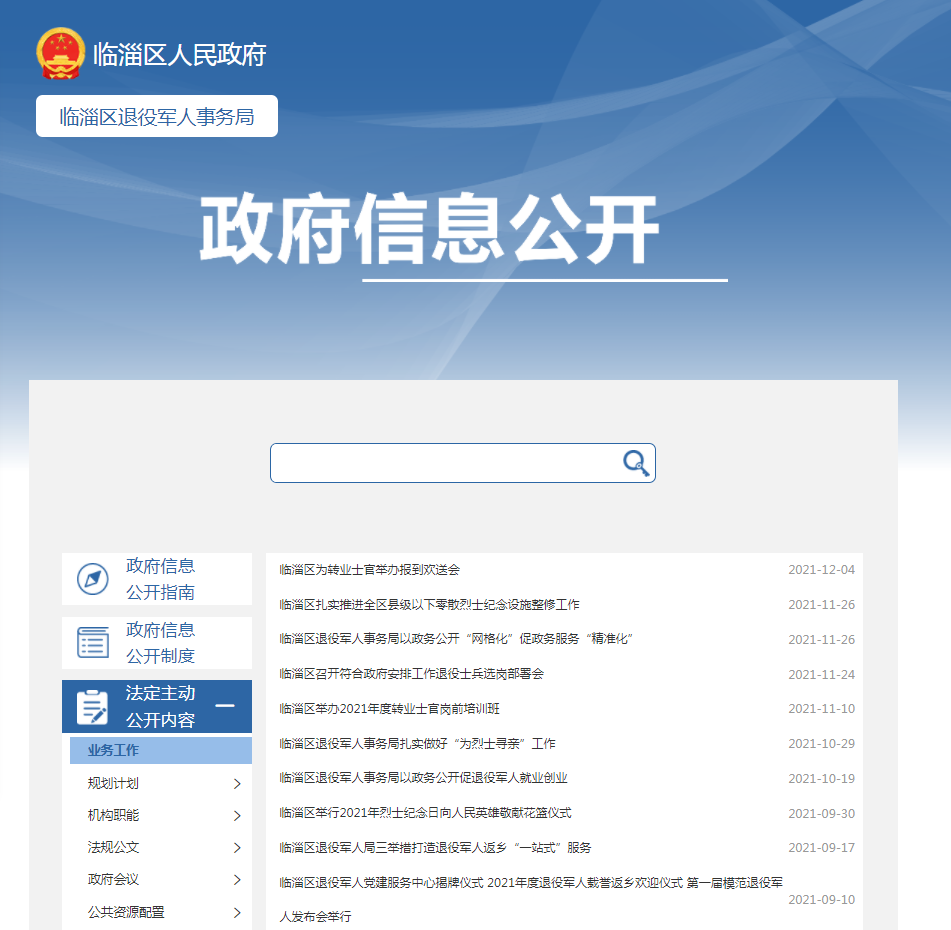 临淄区人民政府
临淄区退役军人事务局
政府信息公开
政府信息
公开指南
政府信息
公开制度
法定主动
公开内容
业务工作
规划计划
机构职能
法规公文
政府会议
公共资源配置
临淄区为转业士官举办报到欢送会 2021-12-04
临淄区扎实推进全区县级以下零散烈士纪念设施整修工作 2021-11-26
临淄区退役军人事务局以政务公开“网格化”促政务服务“精准化” 2021-11-26
临淄区召开符合政府安排工作退役士兵选岗部署会 2021-11-24
临淄区举办2021年度转业士官岗前培训班 2021-11-10
临淄区退役军人事务局扎实做好“为烈士寻亲”工作 2021-10-29
临淄区退役军人事务局以政务公开促退役军人就业创业 2021-10-19
临淄区举行2021年烈士纪念日向人民英雄敬献花篮仪式 2021-09-30
临淄区退役军人局三举措打造退役军人返乡“一站式”服务 2021-09-17
临淄区退役军人党建服务中心揭牌仪式 2021年度退役军人载誉返乡欢迎仪式 第一届模范退役军
人发布会举行 2021-09-10